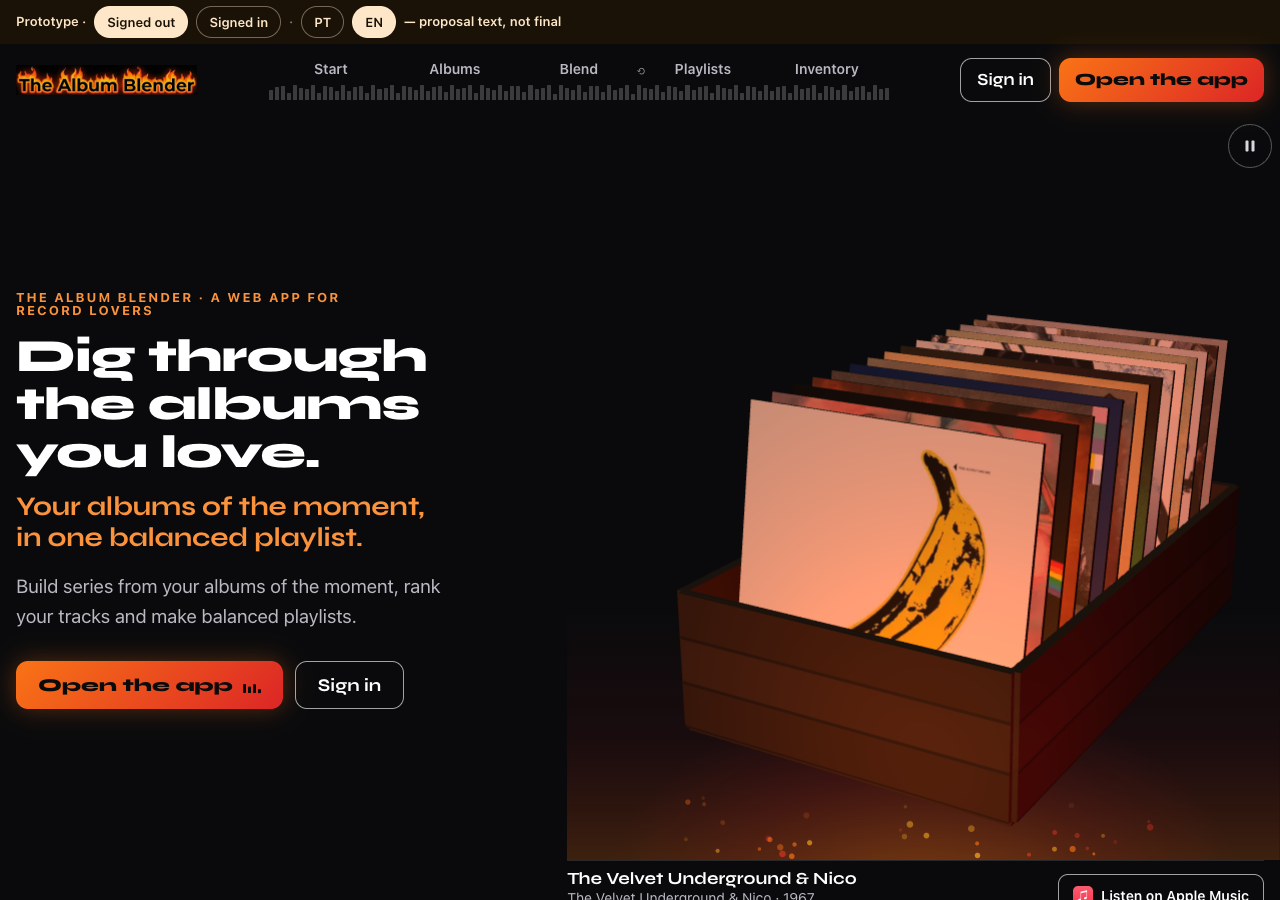 Prototype · Signed out Signed in · PT EN — proposal text, not final
The Album Blender
Start Albums Blend Playlists Inventory
Sign in Open the app
THE ALBUM BLENDER · A WEB APP FOR
RECORD LOVERS
Dig through
the albums
you love.
Your albums of the moment,
in one balanced playlist.
Build series from your albums of the moment, rank
your tracks and make balanced playlists.
Open the app Sign in
The Velvet Underground & Nico
The Velvet Underground & Nico · 1967
Listen on Apple Music